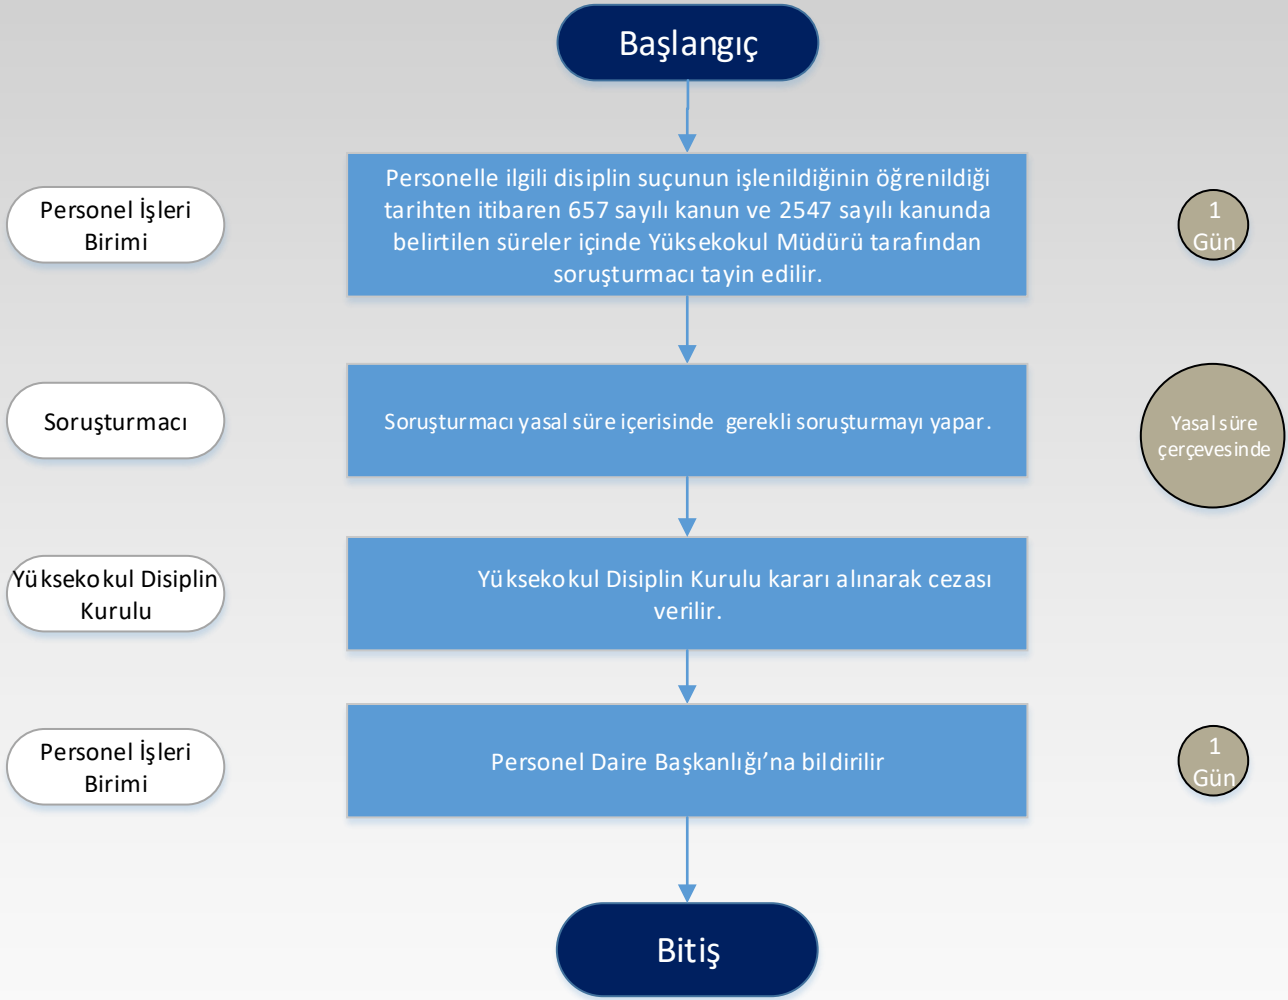 Başlangıç
Personel İşleri
Birimi
Personelle ilgili disiplin suçunun işlenildiğinin öğrenildiği
tarihten itibaren 657 sayılı kanun ve 2547 sayılı kanunda
belirtilen süreler içinde Yüksekokul Müdürü tarafından
soruşturmacı tayin edilir.
1
Gün
Soruşturmacı
Soruşturmacı yasal süre içerisinde gerekli soruşturmayı yapar.
Yasal süre
çerçevesinde
Yüksekokul Disiplin
Kurulu
Yüksekokul Disiplin Kurulu kararı alınarak cezası
verilir.
Personel İşleri
Birimi
Personel Daire Başkanlığı’na bildirilir
1
Gün
Bitiş